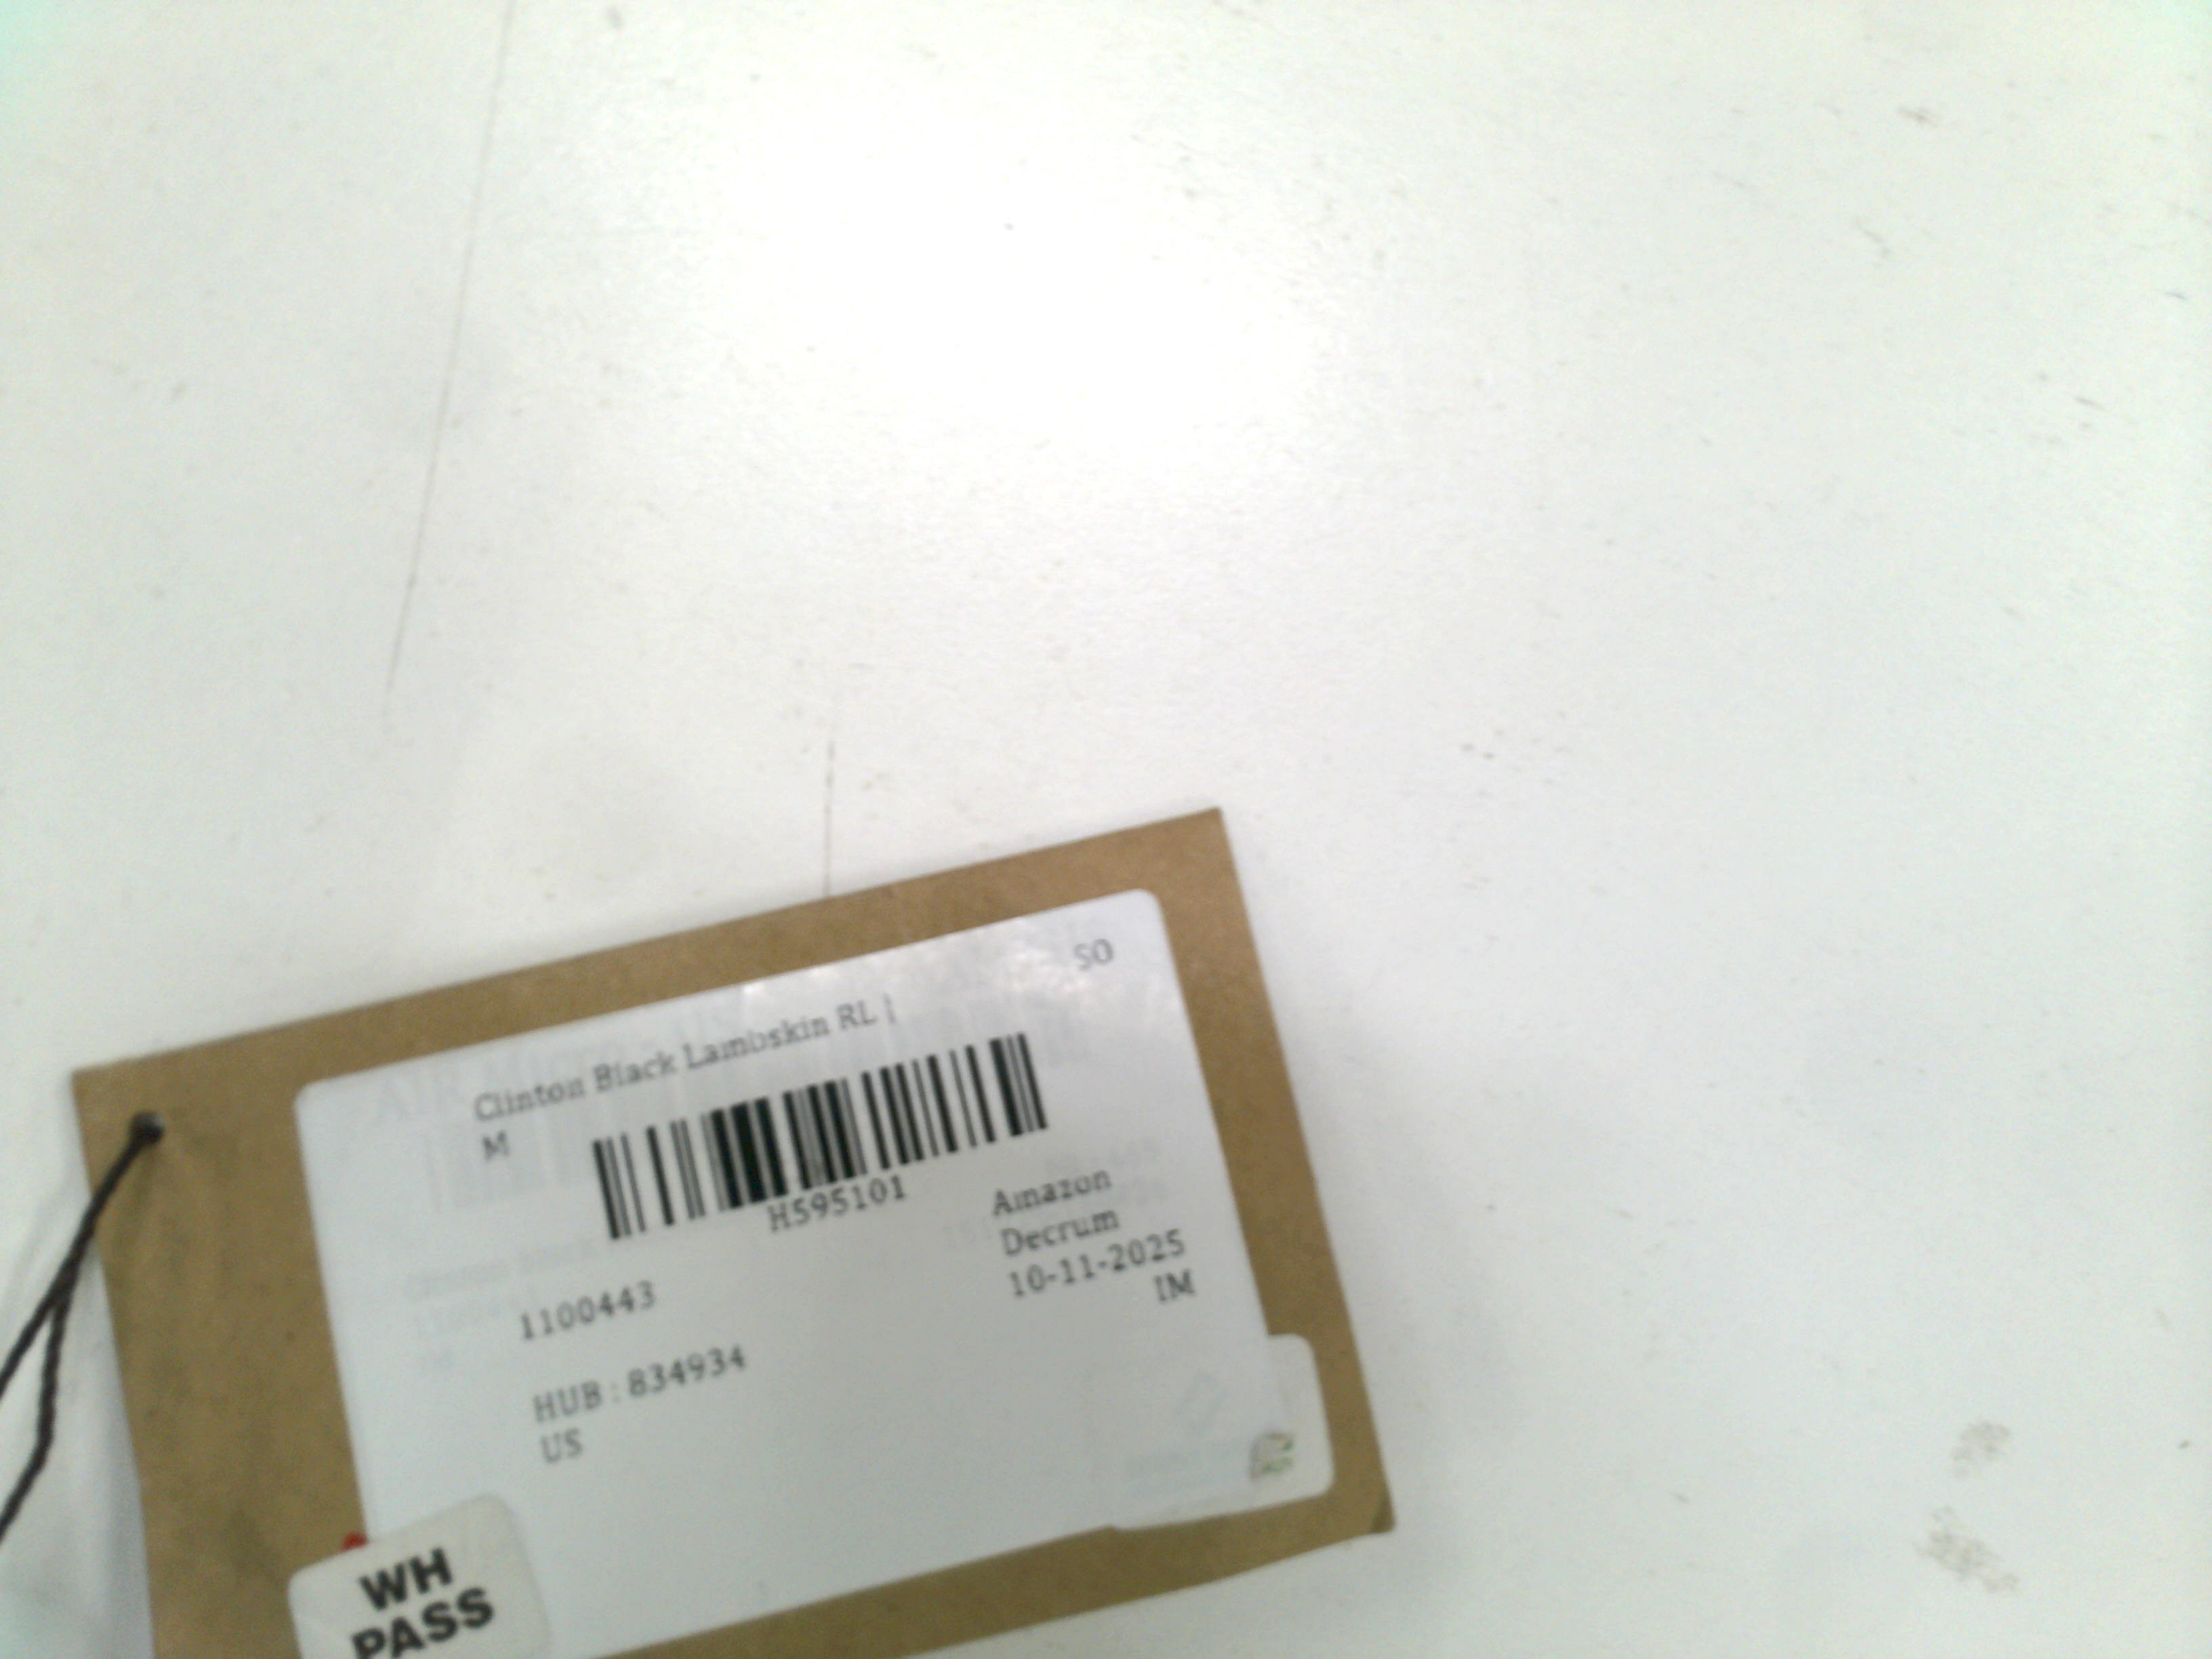 SO
Clinton Black Lambskin RL |
M
H595101
Amazon
Decrum
1100443
10-11-2025
IM
HUB : 834934
US
WH
PASS